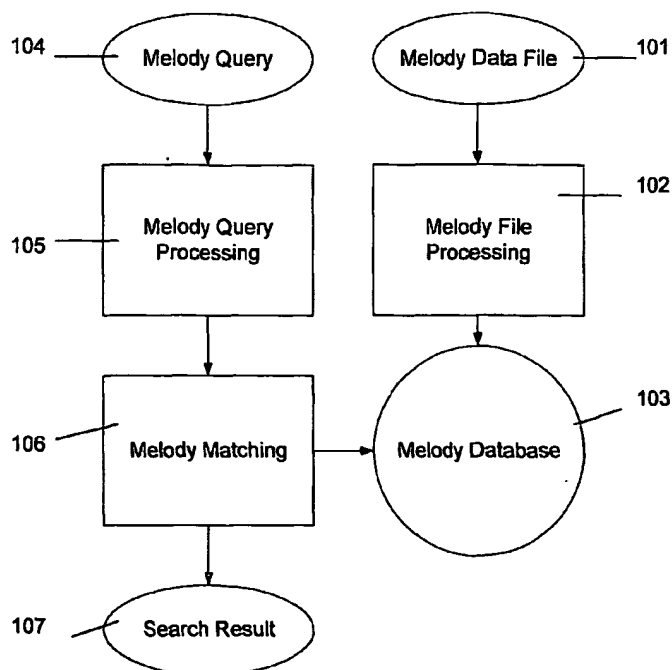 104
Melody Query
Melody Data File
101
105
Melody Query
Processing
Melody File
Processing
102
106
Melody Matching
Melody Database
103
107
Search Result